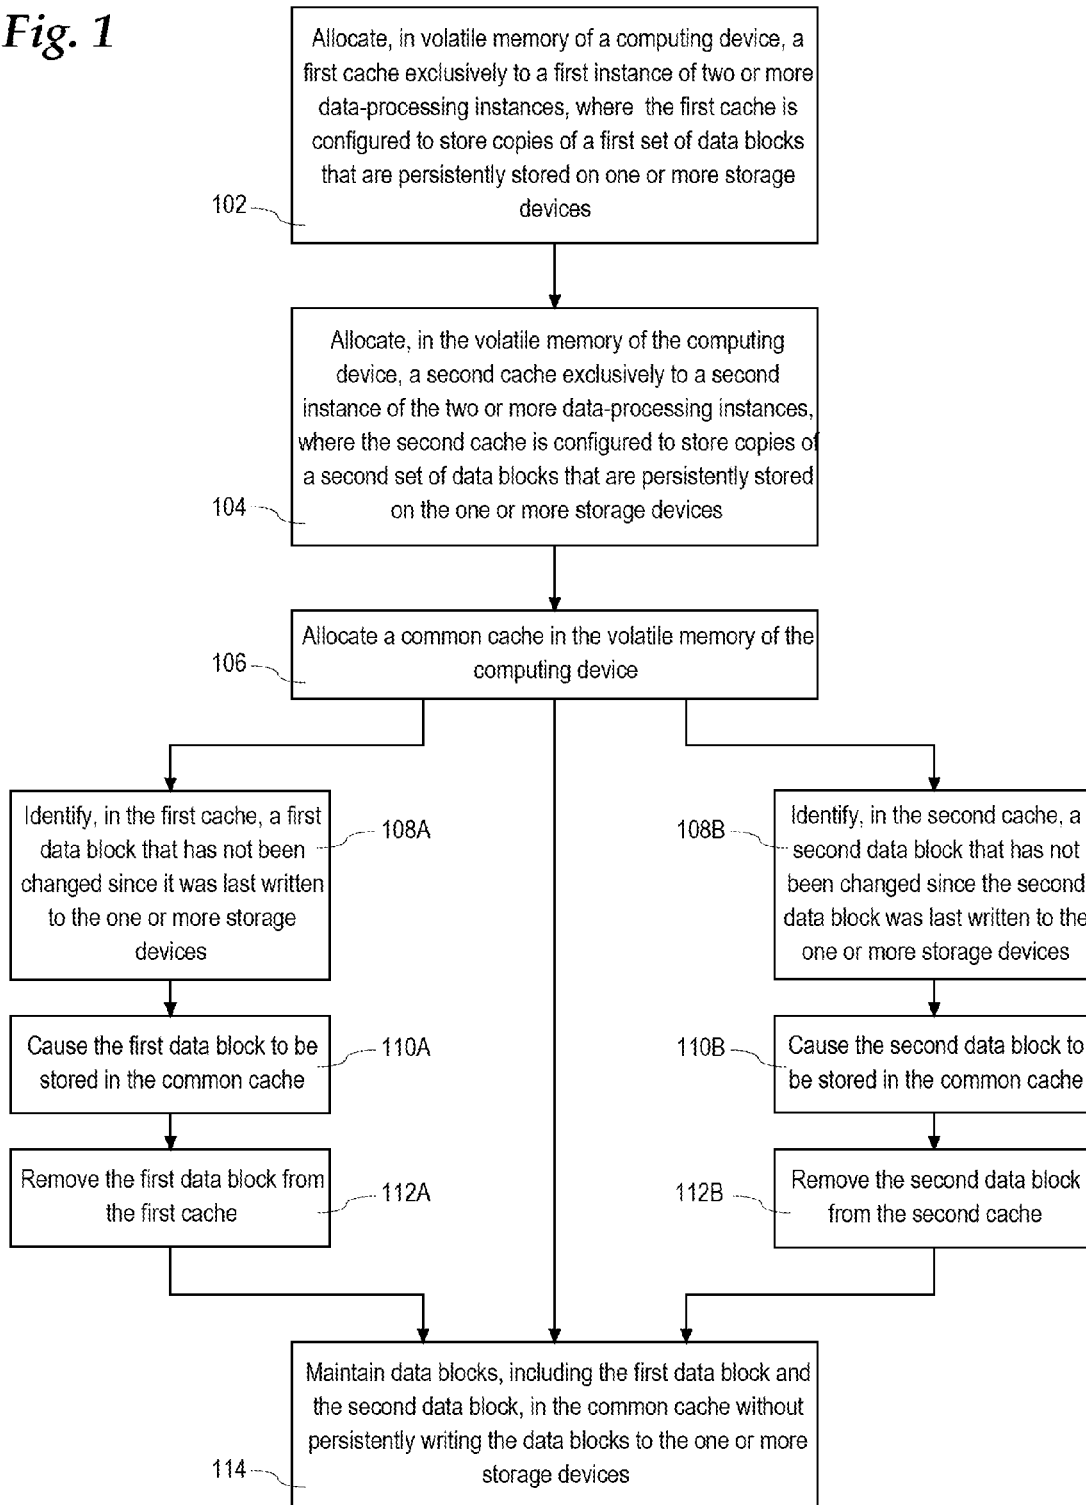 Fig. 1
Allocate, in volatile memory of a computing device, a
first cache exclusively to a first instance of two or more
data-processing instances, where the first cache is
configured to store copies of a first set of data blocks
that are persistently stored on one or more storage
devices
102
Allocate, in the volatile memory of the computing
device, a second cache exclusively to a second
instance of the two or more data-processing instances,
where the second cache is configured to store copies of
a second set of data blocks that are persistently stored
on the one or more storage devices
104
Allocate a common cache in the volatile memory of the
computing device
106
Identify, in the first cache, a first
data block that has not been
changed since it was last written
to the one or more storage
devices
108A
108B
Identify, in the second cache, a
second data block that has not
been changed since the second
data block was last written to the
one or more storage devices
Cause the first data block to be
stored in the common cache
110A
110B
Cause the second data block to
be stored in the common cache
Remove the first data block from
the first cache
112A
112B
Remove the second data block
from the second cache
Maintain data blocks, including the first data block and
the second data block, in the common cache without
persistently writing the data blocks to the one or more
storage devices
114